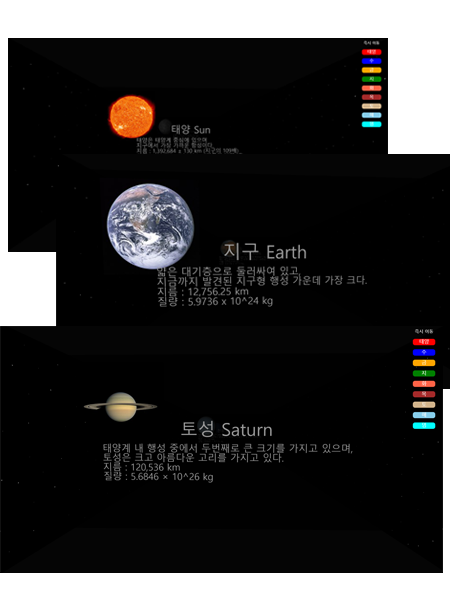 즉시 이동
태양
수
금
지
화
목
토
천
해
태양 Sun
태양은 태양계 중심에 있으며
지구에서 가장 가까운 항성이다.
지름 : 1,392,684 ± 130 km (지구의 109배)
지구 Earth
얇은 대기층으로 둘러싸여 있고,
지금까지 발견된 지구형 행성 가운데 가장 크다.
지름 : 12,756.25 km
질량 : 5.9736 x 10^24 kg
즉시 이동
태양
수
금
지
화
목
토
천
해
토성 Saturn
태양계 내 행성 중에서 두번째로 큰 크기를 가지고 있으며,
토성은 크고 아름다운 고리를 가지고 있다.
지름 : 120,536 km
질량 : 5.6846 × 10^26 kg